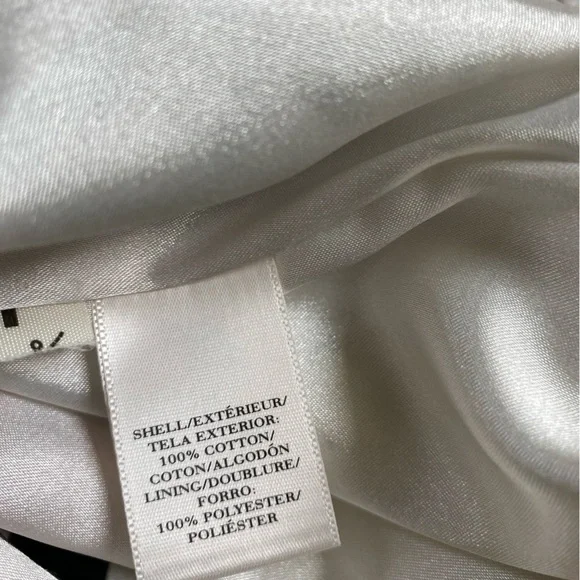 %
SHELL/EXTÉRIEUR/
TELA EXTERIOR:
100% COTTON/
COTON/ALGODÓN
LINING/DOUBLURE/
FORRO:
100% POLYESTER/
POLIÉSTER